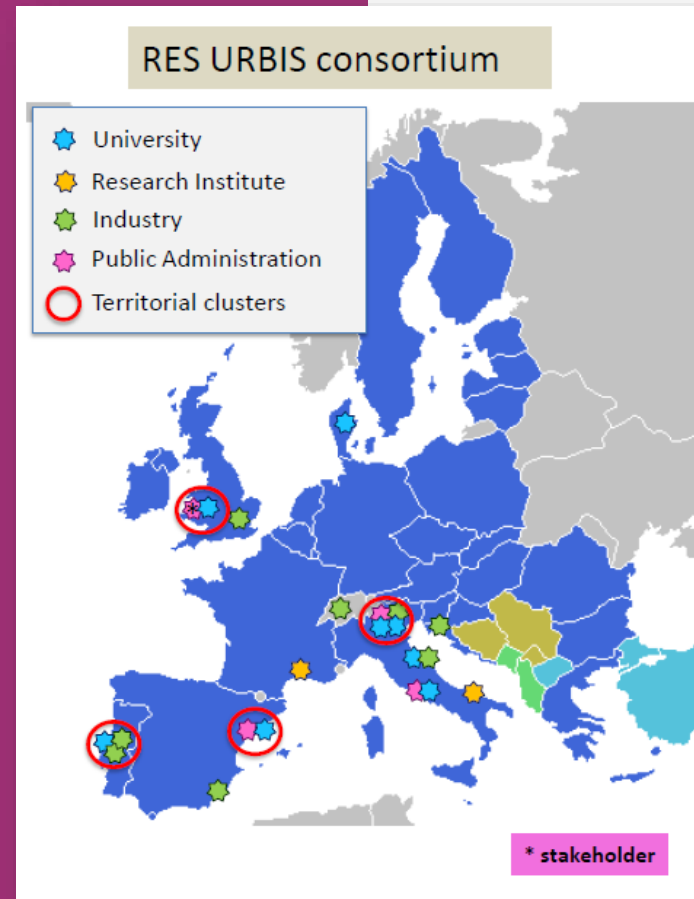 RES URBIS consortium
University
Research Institute
Industry
Public Administration
Territorial clusters
*
* stakeholder